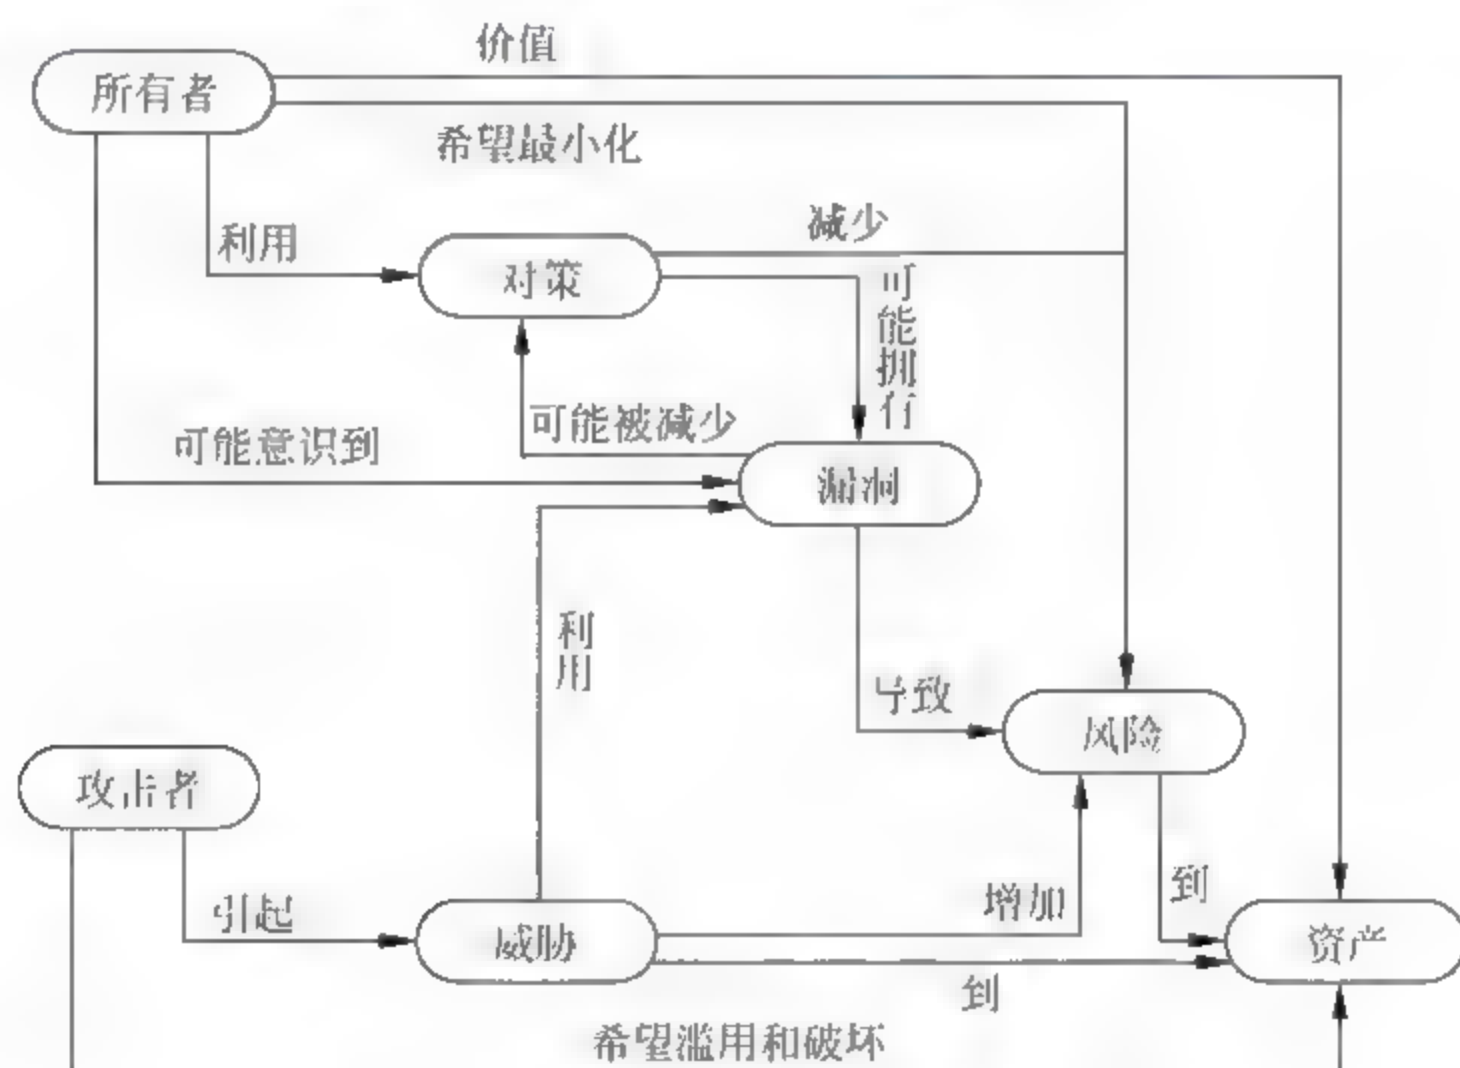 价值
所有者
希望最小化
利用
减少
对策
可能拥有
可能被减少
可能意识到
漏洞
利用
导致
风险
攻击者
引起
增加
到
威胁
资产
到
希望滥用和破坏